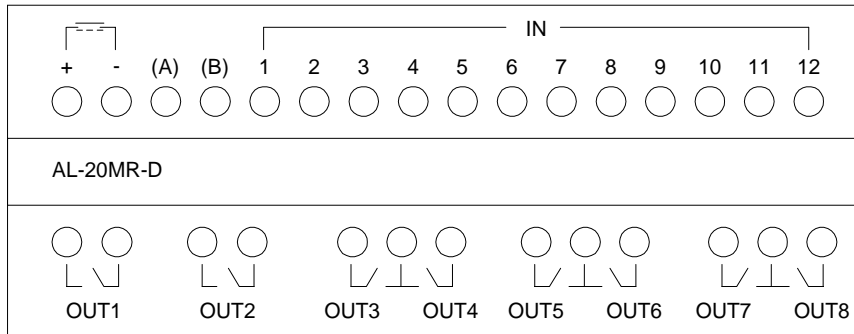 IN
+ - (A) (B) 1 2 3 4 5 6 7 8 9 10 11 12
AL-20MR-D
OUT1 OUT2 OUT3 OUT4 OUT5 OUT6 OUT7 OUT8